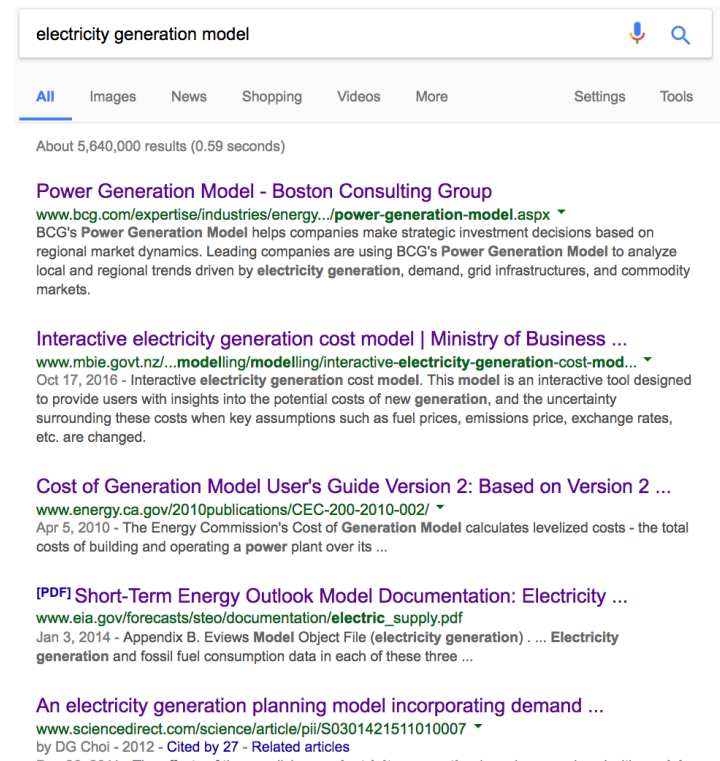 electricity generation model
All Images News Shopping Videos More Settings Tools
About 5,640,000 results (0.59 seconds)
Power Generation Model - Boston Consulting Group
www.bcg.com/expertise/industries/energy.../power-generation-model.aspx
BCG's Power Generation Model helps companies make strategic investment decisions based on
regional market dynamics. Leading companies are using BCG's Power Generation Model to analyze
local and regional trends driven by electricity generation, demand, grid infrastructures, and commodity
markets.
Interactive electricity generation cost model | Ministry of Business ...
www.mbie.govt.nz/...modelling/modelling/interactive-electricity-generation-cost-mod...
Oct 17, 2016 - Interactive electricity generation cost model. This model is an interactive tool designed
to provide users with insights into the potential costs of new generation, and the uncertainty
surrounding these costs when key assumptions such as fuel prices, emissions price, exchange rates,
etc. are changed.
Cost of Generation Model User's Guide Version 2: Based on Version 2 ...
www.energy.ca.gov/2010publications/CEC-200-2010-002/
Apr 5, 2010 - The Energy Commission's Cost of Generation Model calculates levelized costs - the total
costs of building and operating a power plant over its ...
[PDF] Short-Term Energy Outlook Model Documentation: Electricity ...
www.eia.gov/forecasts/steo/documentation/electric_supply.pdf
Jan 3, 2014 - Appendix B. Eviews Model Object File (electricity generation) . ... Electricity
generation and fossil fuel consumption data in each of these three ...
An electricity generation planning model incorporating demand ...
www.sciencedirect.com/science/article/pii/S0301421511010007
by DG Choi - 2012 - Cited by 27 - Related articles